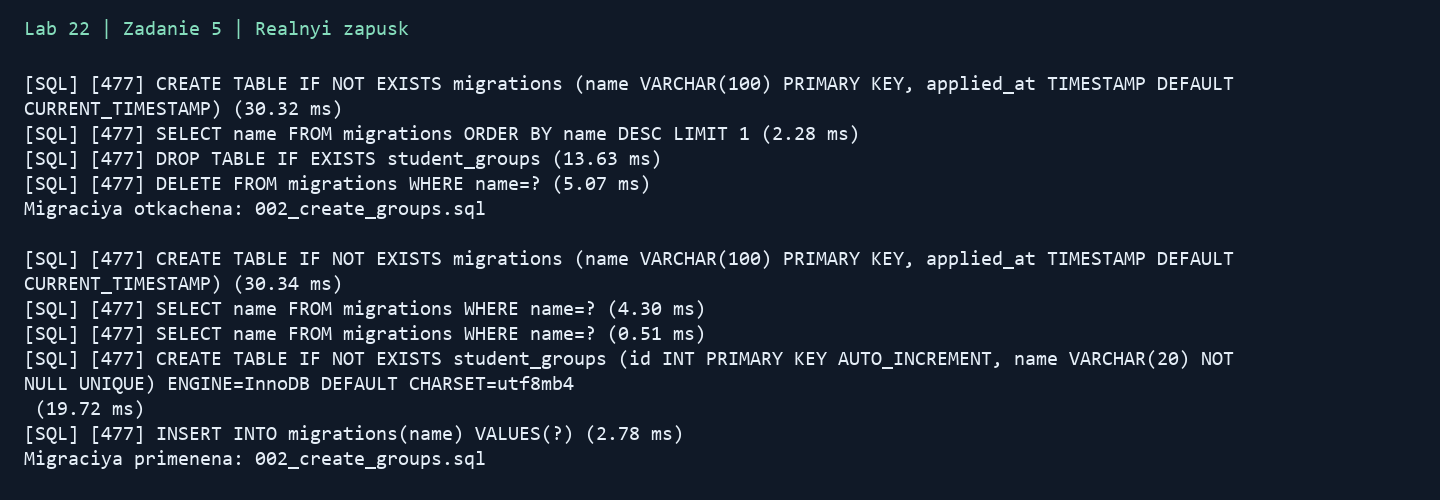 Lab 22 | Zadanie 5 | Realnyi zapusk
[SQL] [477] CREATE TABLE IF NOT EXISTS migrations (name VARCHAR(100) PRIMARY KEY, applied_at TIMESTAMP DEFAULT
CURRENT_TIMESTAMP) (30.32 ms)
[SQL] [477] SELECT name FROM migrations ORDER BY name DESC LIMIT 1 (2.28 ms)
[SQL] [477] DROP TABLE IF EXISTS student_groups (13.63 ms)
[SQL] [477] DELETE FROM migrations WHERE name=? (5.07 ms)
Migraciya otkachena: 002_create_groups.sql
[SQL] [477] CREATE TABLE IF NOT EXISTS migrations (name VARCHAR(100) PRIMARY KEY, applied_at TIMESTAMP DEFAULT
CURRENT_TIMESTAMP) (30.34 ms)
[SQL] [477] SELECT name FROM migrations WHERE name=? (4.30 ms)
[SQL] [477] SELECT name FROM migrations WHERE name=? (0.51 ms)
[SQL] [477] CREATE TABLE IF NOT EXISTS student_groups (id INT PRIMARY KEY AUTO_INCREMENT, name VARCHAR(20) NOT
NULL UNIQUE) ENGINE=InnoDB DEFAULT CHARSET=utf8mb4
(19.72 ms)
[SQL] [477] INSERT INTO migrations(name) VALUES(?) (2.78 ms)
Migraciya primenena: 002_create_groups.sql